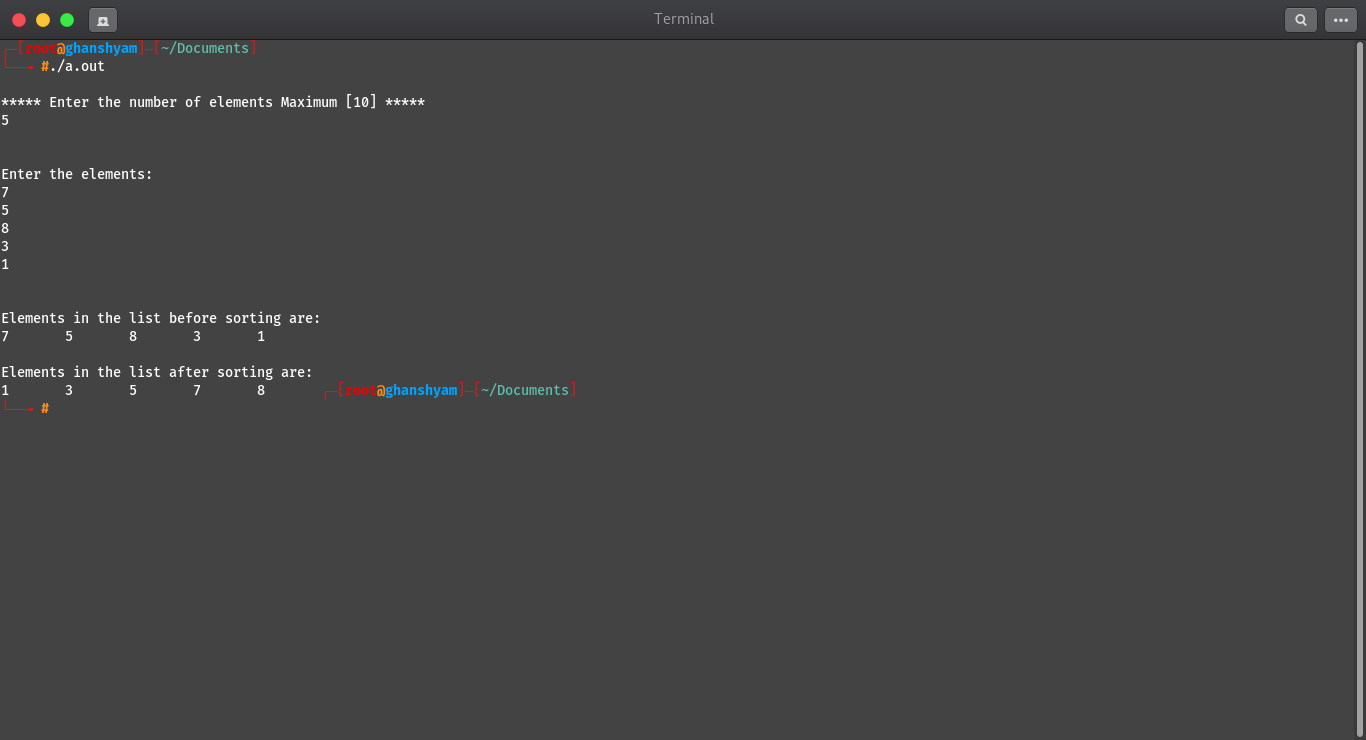 Terminal
[root@ghanshyam]-[~/Documents]
#./a.out
***** Enter the number of elements Maximum [10] *****
5
Enter the elements:
7
5
8
3
1
Elements in the list before sorting are:
7 5 8 3 1
Elements in the list after sorting are:
1 3 5 7 8 [root@ghanshyam]-[~/Documents]
#